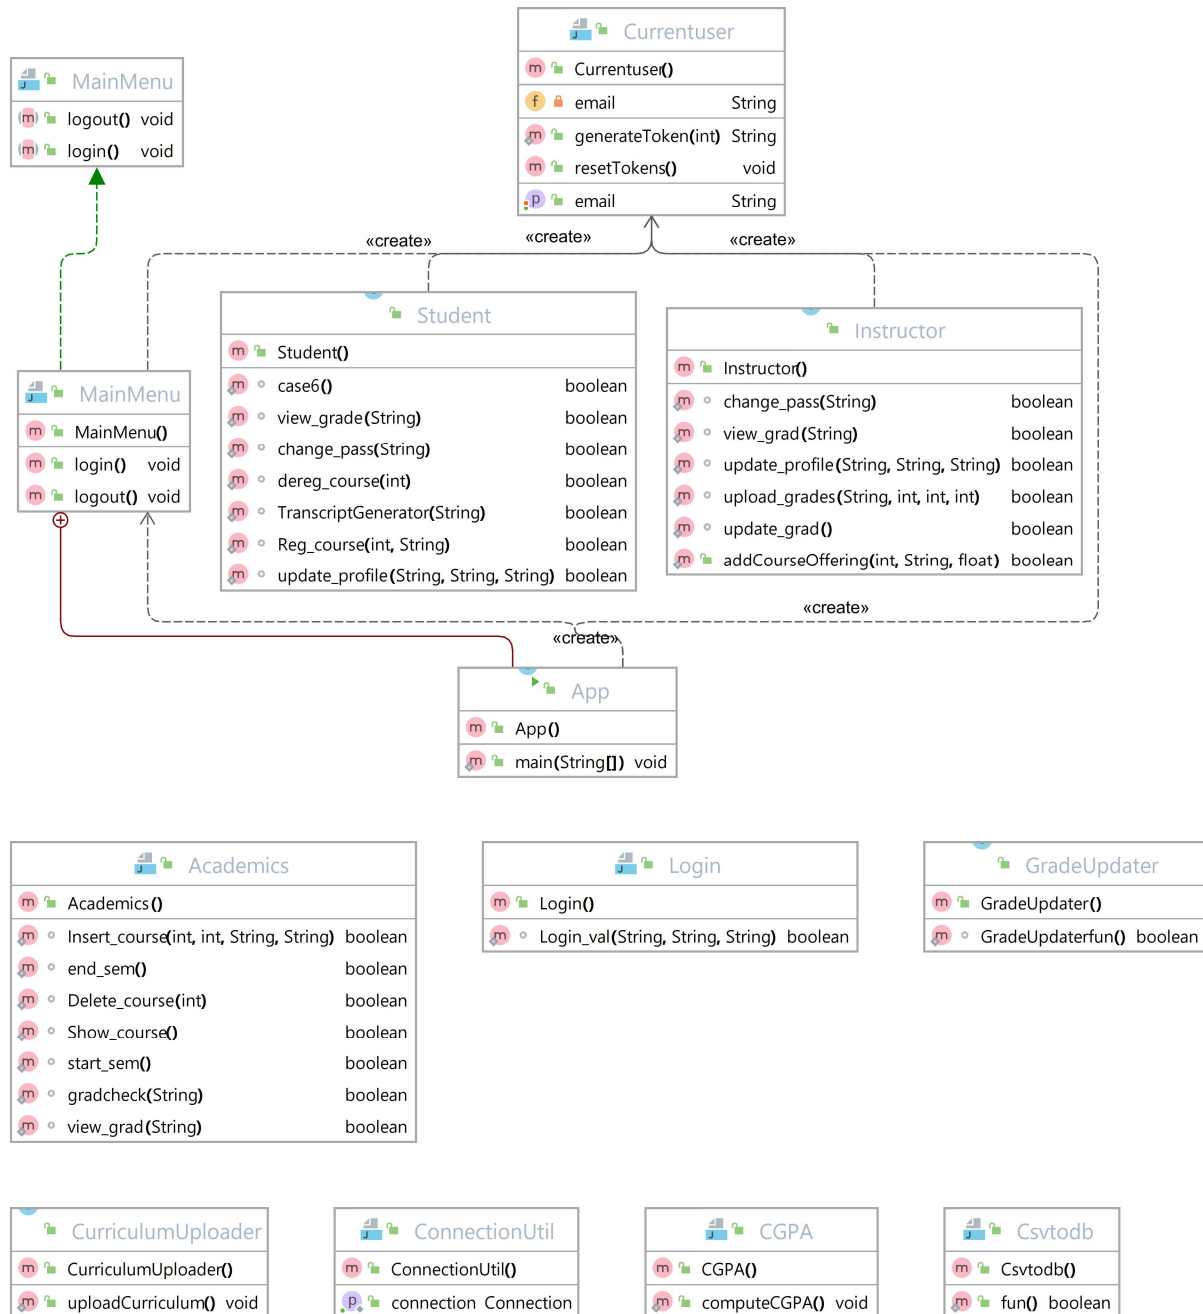 Currentuser
Currentuser()
email String
generateToken(int) String
resetTokens() void
email String
MainMenu
logout() void
login() void
«create»
«create»
«create»
Student
Student()
case6() boolean
view_grade(String) boolean
change_pass(String) boolean
dereg_course(int) boolean
TranscriptGenerator(String) boolean
Reg_course(int, String) boolean
update_profile(String, String, String) boolean
Instructor
Instructor()
change_pass(String) boolean
view_grad(String) boolean
update_profile(String, String, String) boolean
upload_grades(String, int, int, int) boolean
update_grad() boolean
addCourseOffering(int, String, float) boolean
MainMenu
MainMenu()
login() void
logout() void
«create»
«create»
App
App()
main(String[]) void
Academics
Academics()
Insert_course(int, int, String, String) boolean
end_sem() boolean
Delete_course(int) boolean
Show_course() boolean
start_sem() boolean
gradcheck(String) boolean
view_grad(String) boolean
Login
Login()
Login_val(String, String, String) boolean
GradeUpdater
GradeUpdater()
GradeUpdaterfun() boolean
CurriculumUploader
CurriculumUploader()
uploadCurriculum() void
ConnectionUtil
ConnectionUtil()
connection Connection
CGPA
CGPA()
computeCGPA() void
Csvtodb
Csvtodb()
fun() boolean